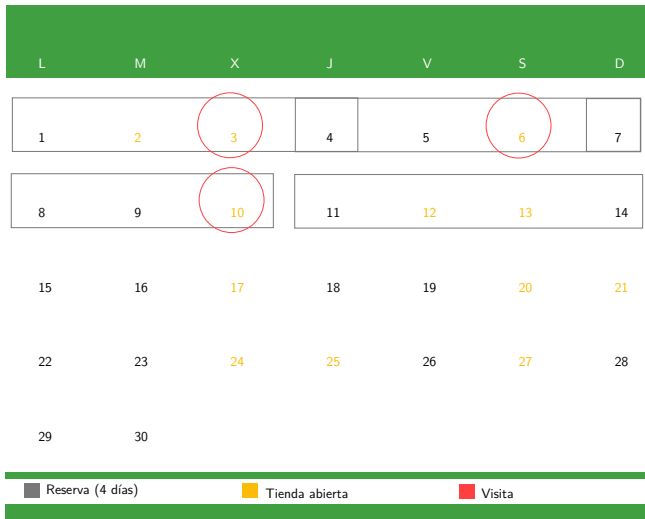 L M X J V S D
1 2 3 4 5 6 7
8 9 10 11 12 13 14
15 16 17 18 19 20 21
22 23 24 25 26 27 28
29 30
Reserva (4 días) Tienda abierta Visita